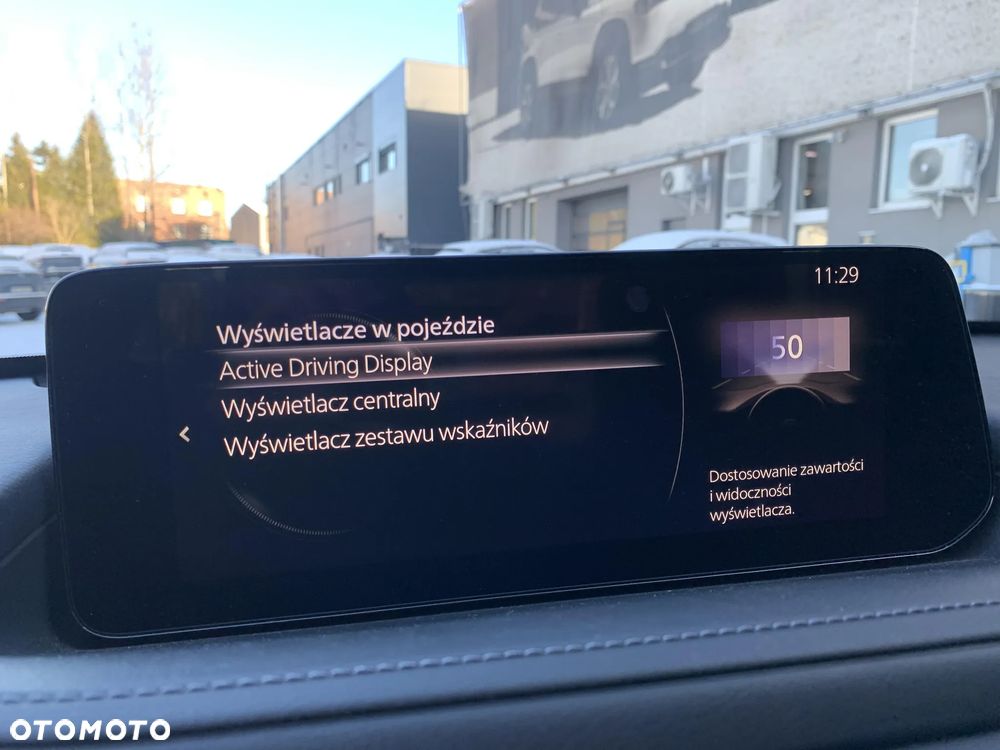 11:29
Wyświetlacze w pojeździe
Active Driving Display
Wyświetlacz centralny
Wyświetlacz zestawu wskaźników
50
Dostosowanie zawartości
i widoczności
wyświetlacza.
OTOMOTO